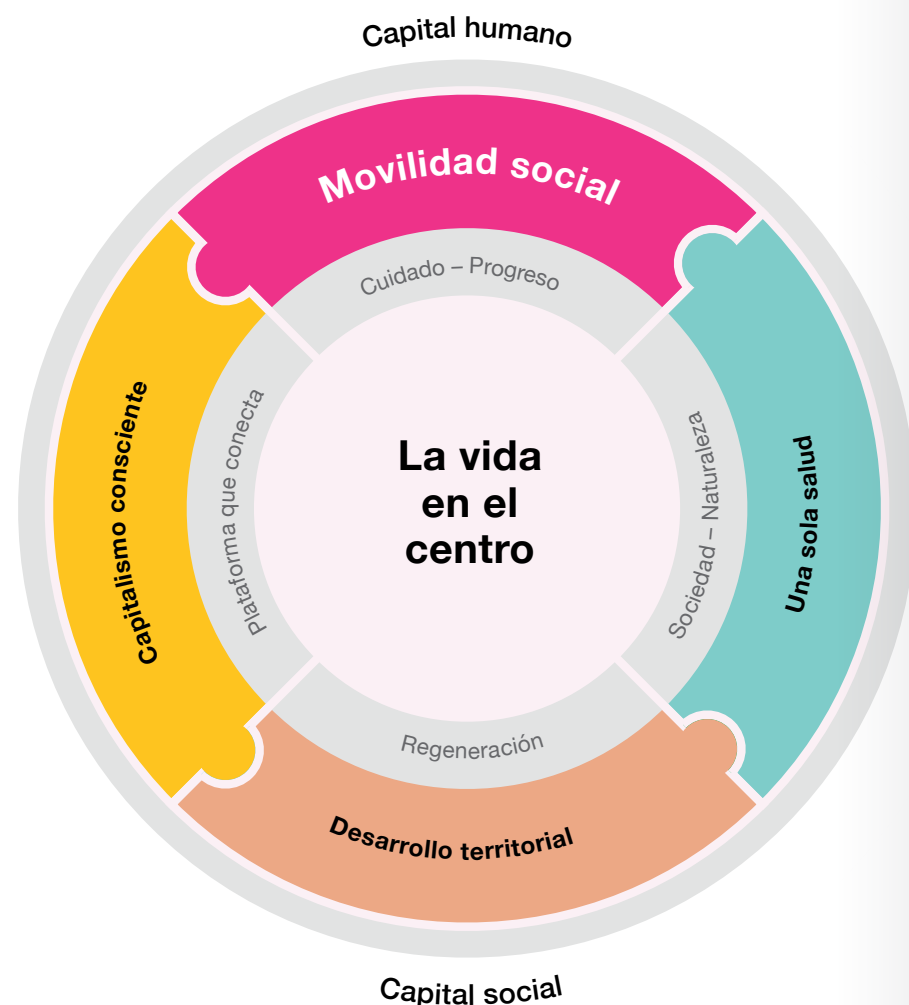 Capital humano
Movilidad social
Cuidado – Progreso
Capitalismo consciente
Plataforma que conecta
La vida
en el
centro
Sociedad – Naturaleza
Una sola salud
Regeneración
Desarrollo territorial
Capital social